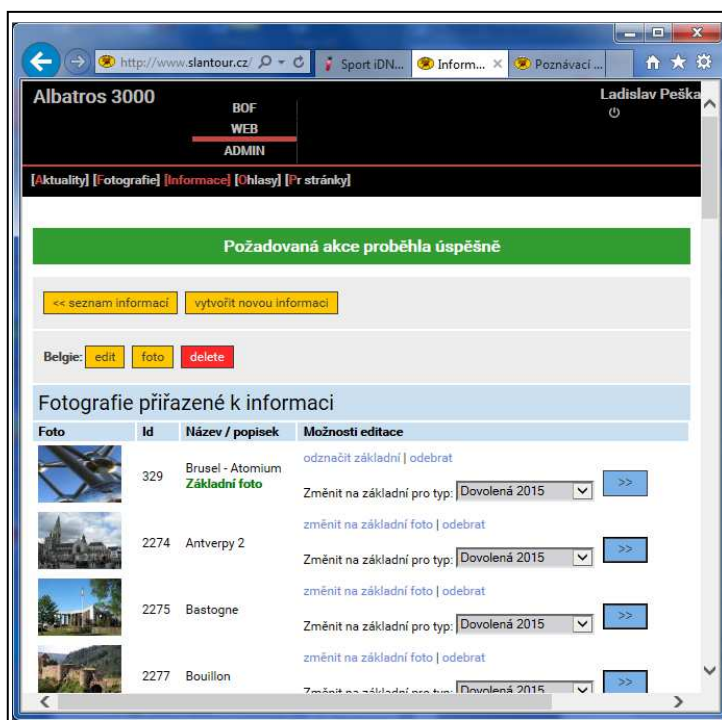 http://www.slantour.cz/
Sport iDN...
Inform...
Poznávací ...
Albatros 3000
Ladislav Peška
BOF
WEB
ADMIN
[Aktuality] [Fotografie] [Informace] [Ohlasy] [Pr stránky]
Požadovaná akce proběhla úspěšně
<< seznam informací vytvořit novou informaci
Belgie: edit foto delete
Fotografie přiřazené k informaci
Foto Id Název / popisek Možnosti editace
329
Brusel - Atomium
Základní foto
odznačit základní | odebrat
Změnit na základní pro typ: Dovolená 2015 >>
2274
Antverpy 2
změnit na základní foto | odebrat
Změnit na základní pro typ: Dovolená 2015 >>
2275
Bastogne
změnit na základní foto | odebrat
Změnit na základní pro typ: Dovolená 2015 >>
2277
Bouillon
změnit na základní foto | odebrat
Změnit na základní pro typ: Dovolená 2015 >>